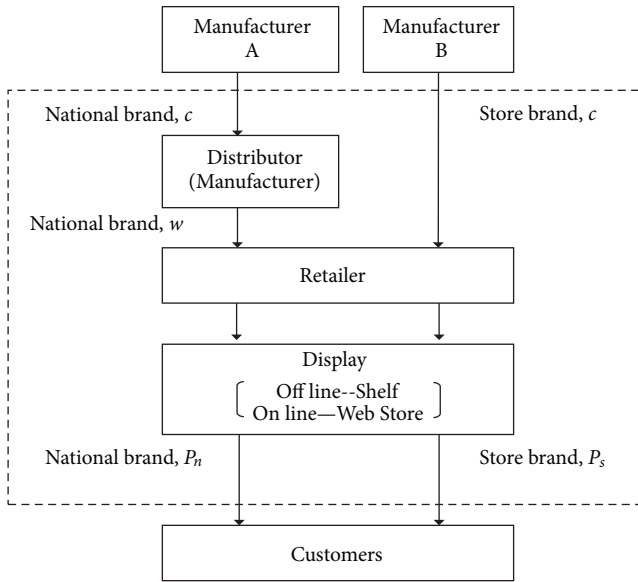 Manufacturer
A
Manufacturer
B
National brand, c
Store brand, c
Distributor
(Manufacturer)
National brand, w
Retailer
Display
Off line--Shelf
On line—Web Store
National brand, Pn
Store brand, Ps
Customers